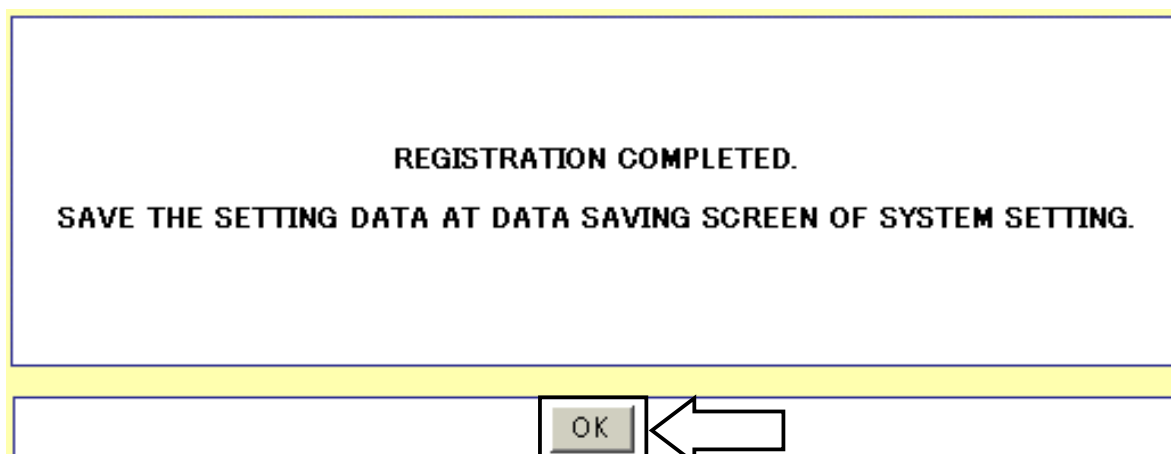 REGISTRATION COMPLETED.
SAVE THE SETTING DATA AT DATA SAVING SCREEN OF SYSTEM SETTING.
OK